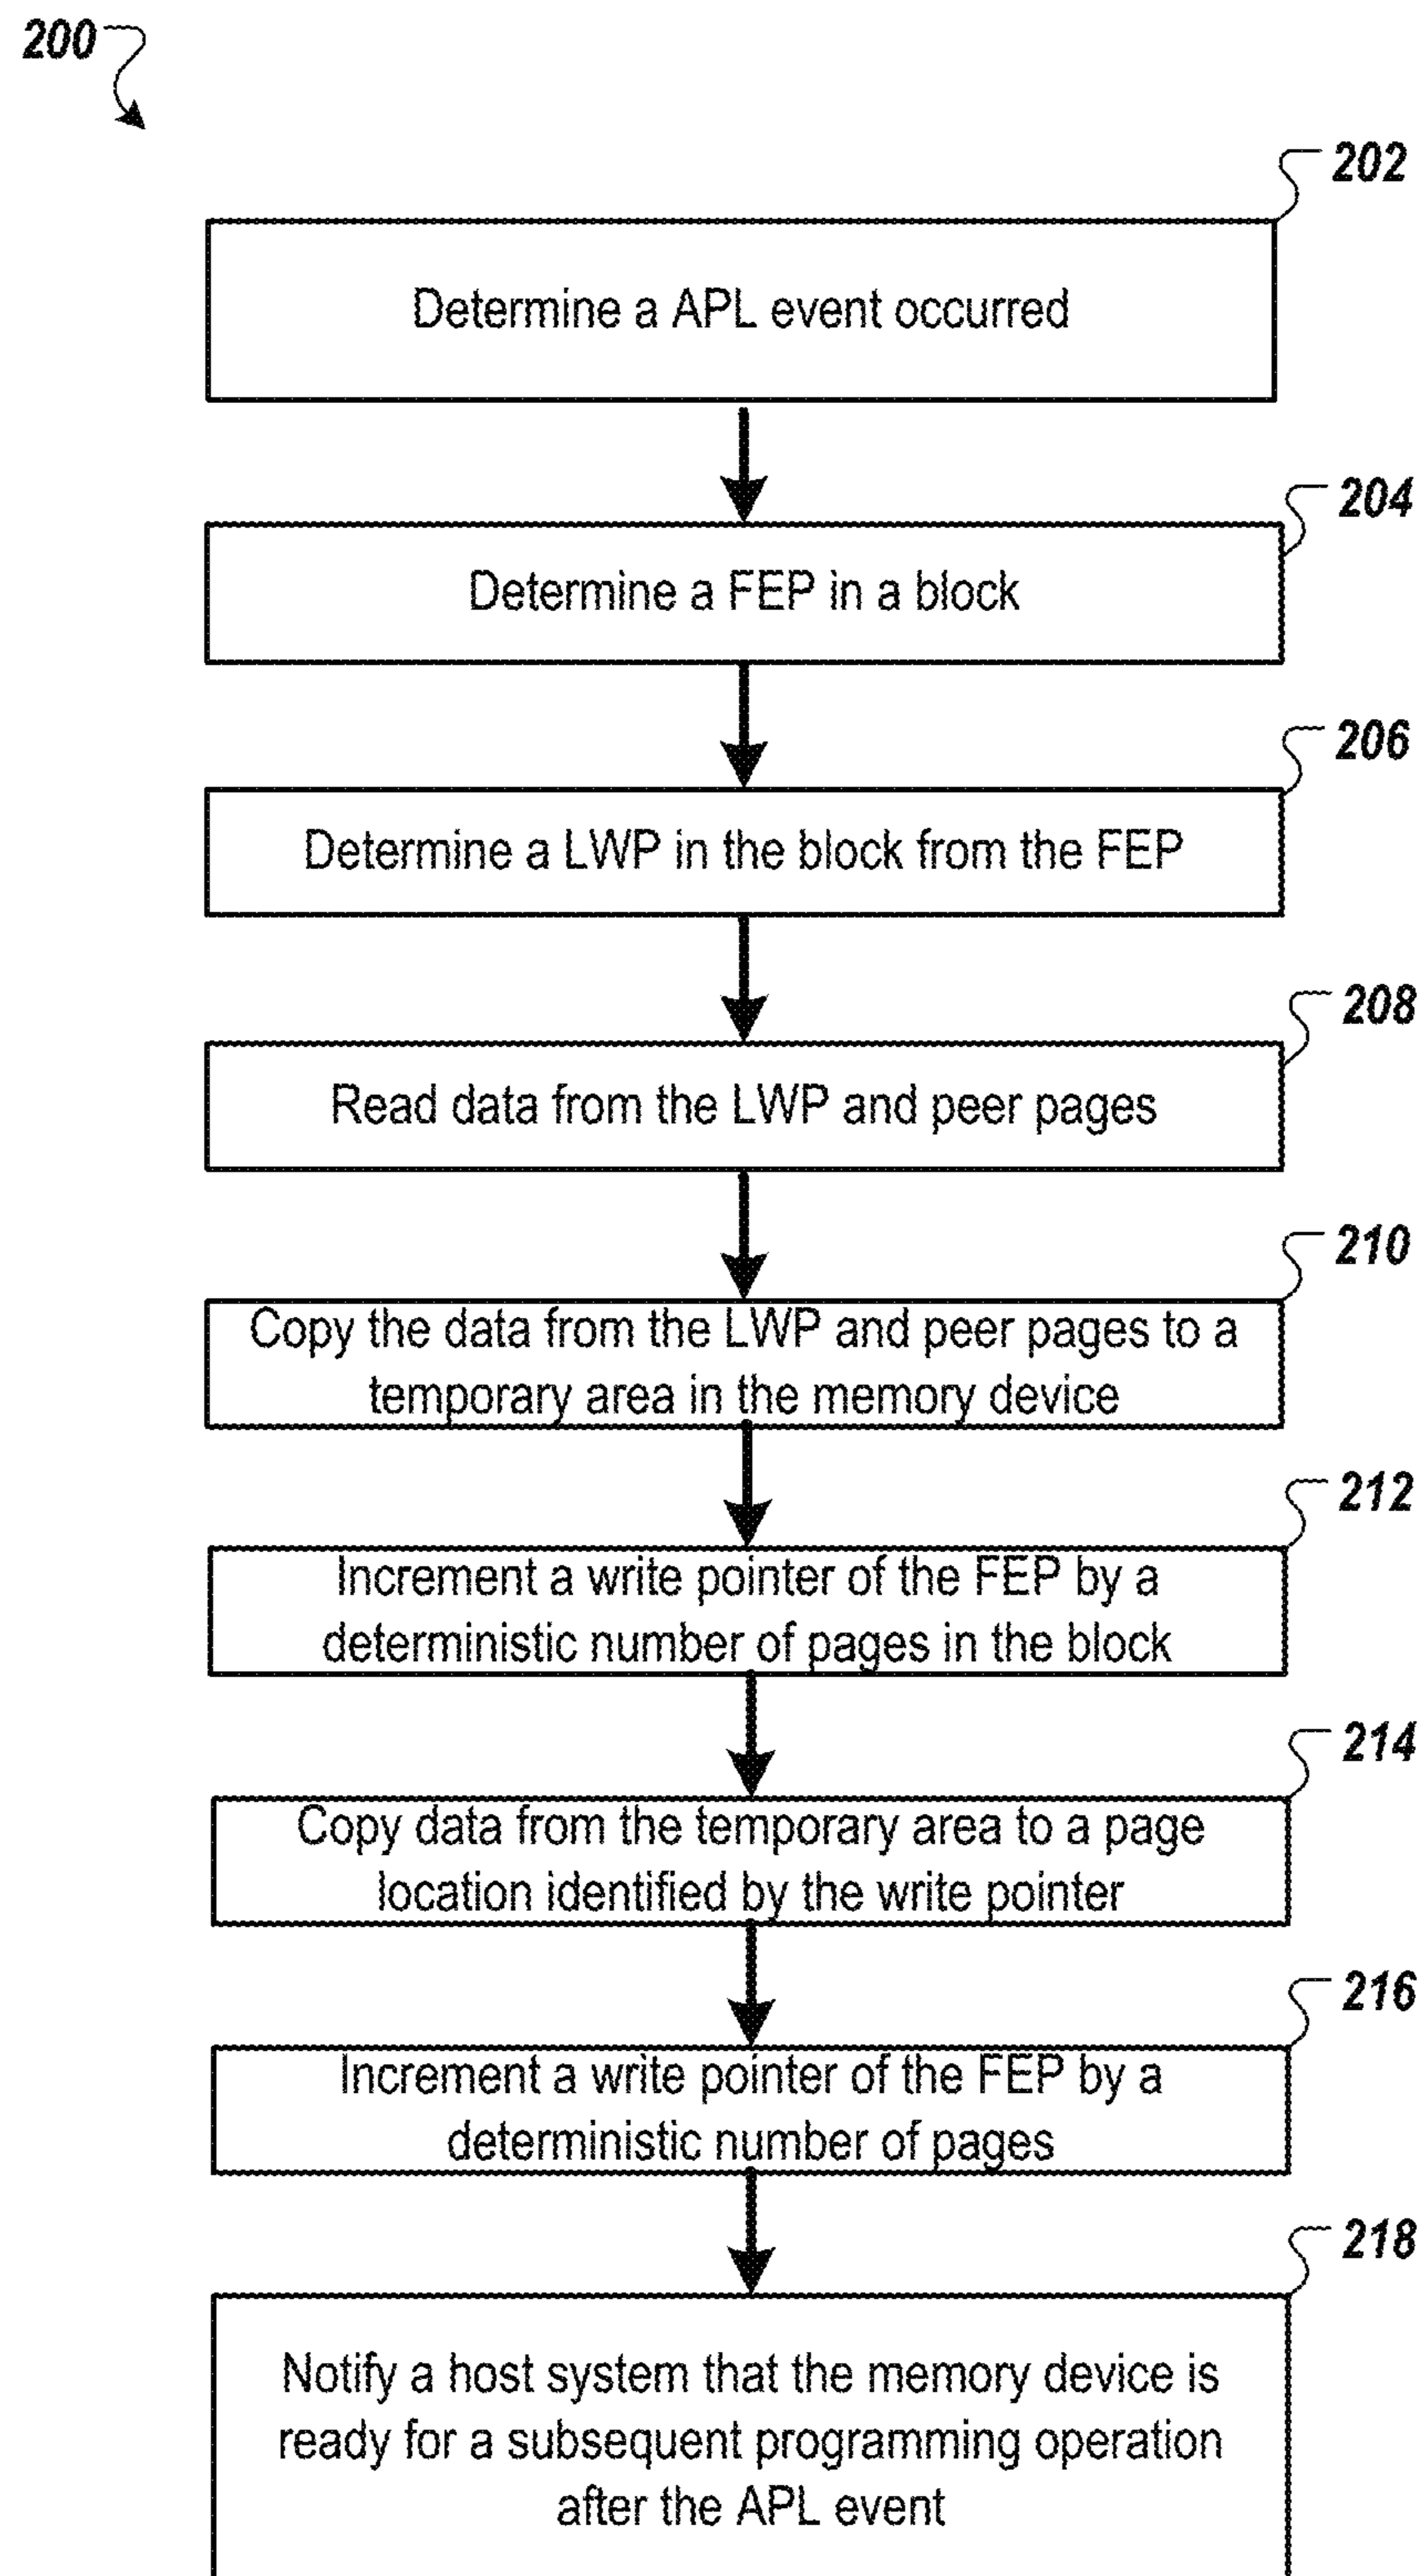 200
202
Determine a APL event occurred
204
Determine a FEP in a block
206
Determine a LWP in the block from the FEP
208
Read data from the LWP and peer pages
210
Copy the data from the LWP and peer pages to a
temporary area in the memory device
212
Increment a write pointer of the FEP by a
deterministic number of pages in the block
214
Copy data from the temporary area to a page
location identified by the write pointer
216
Increment a write pointer of the FEP by a
deterministic number of pages
218
Notify a host system that the memory device is
ready for a subsequent programming operation
after the APL event